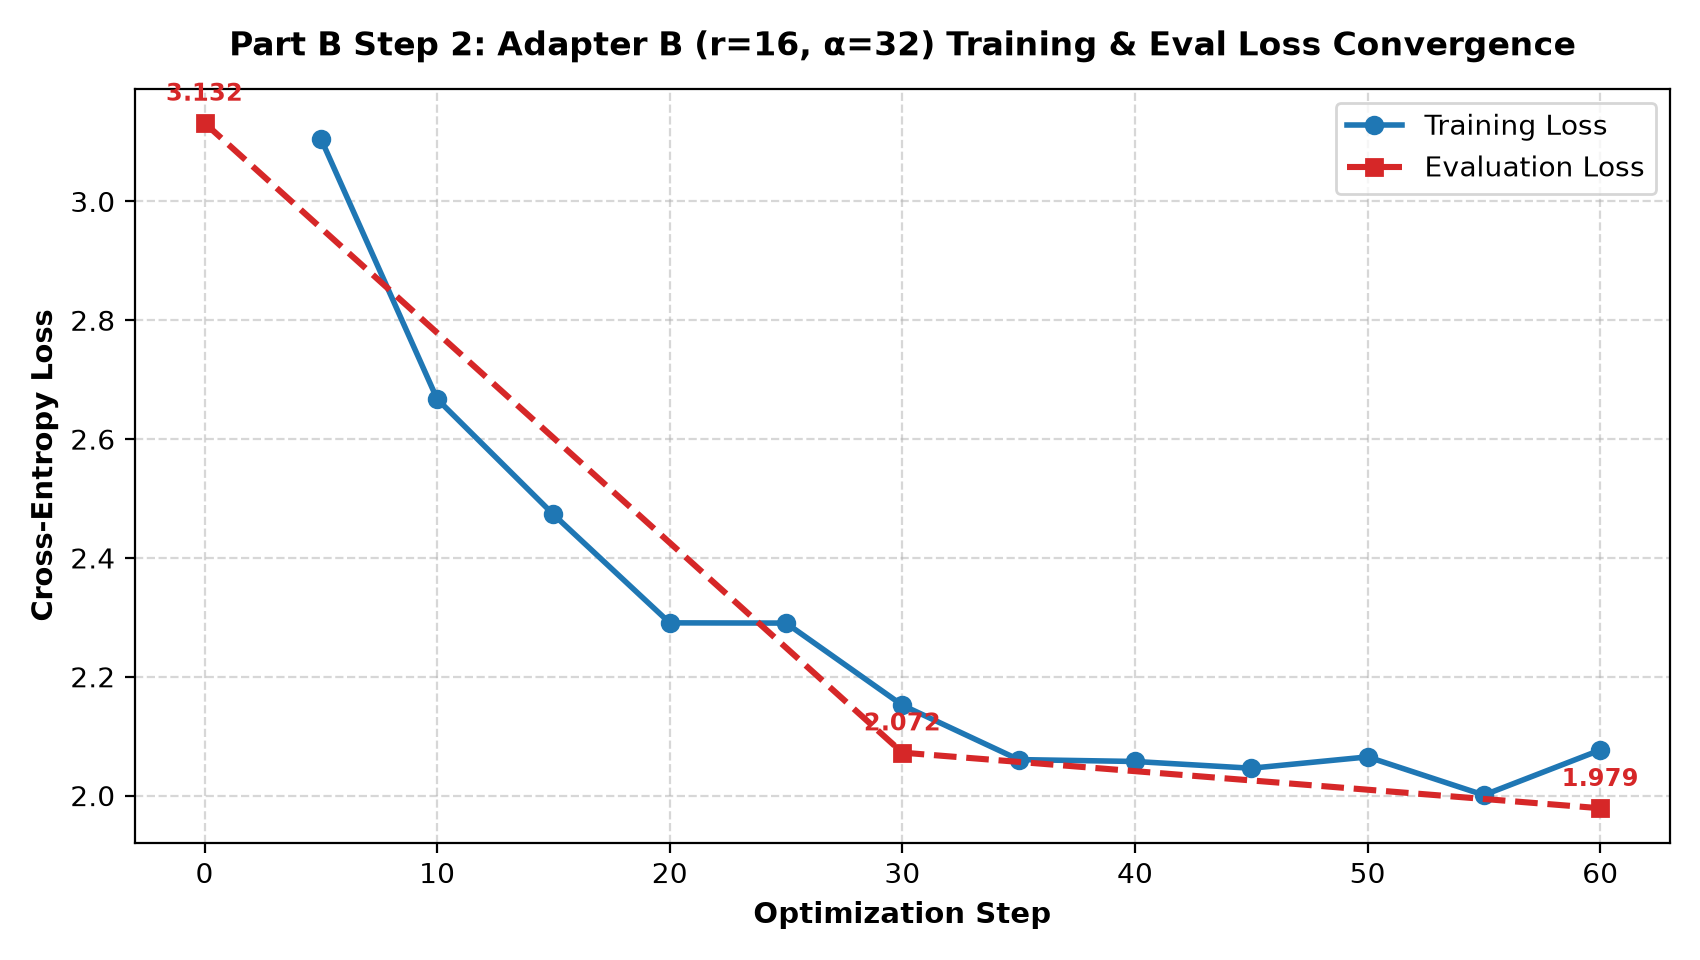 Part B Step 2: Adapter B (r=16, α=32) Training & Eval Loss Convergence
3.132
Training Loss
Evaluation Loss
3.0
2.8
2.6
2.4
2.2
2.0
Cross-Entropy Loss
2.072
1.979
0 10 20 30 40 50 60
Optimization Step